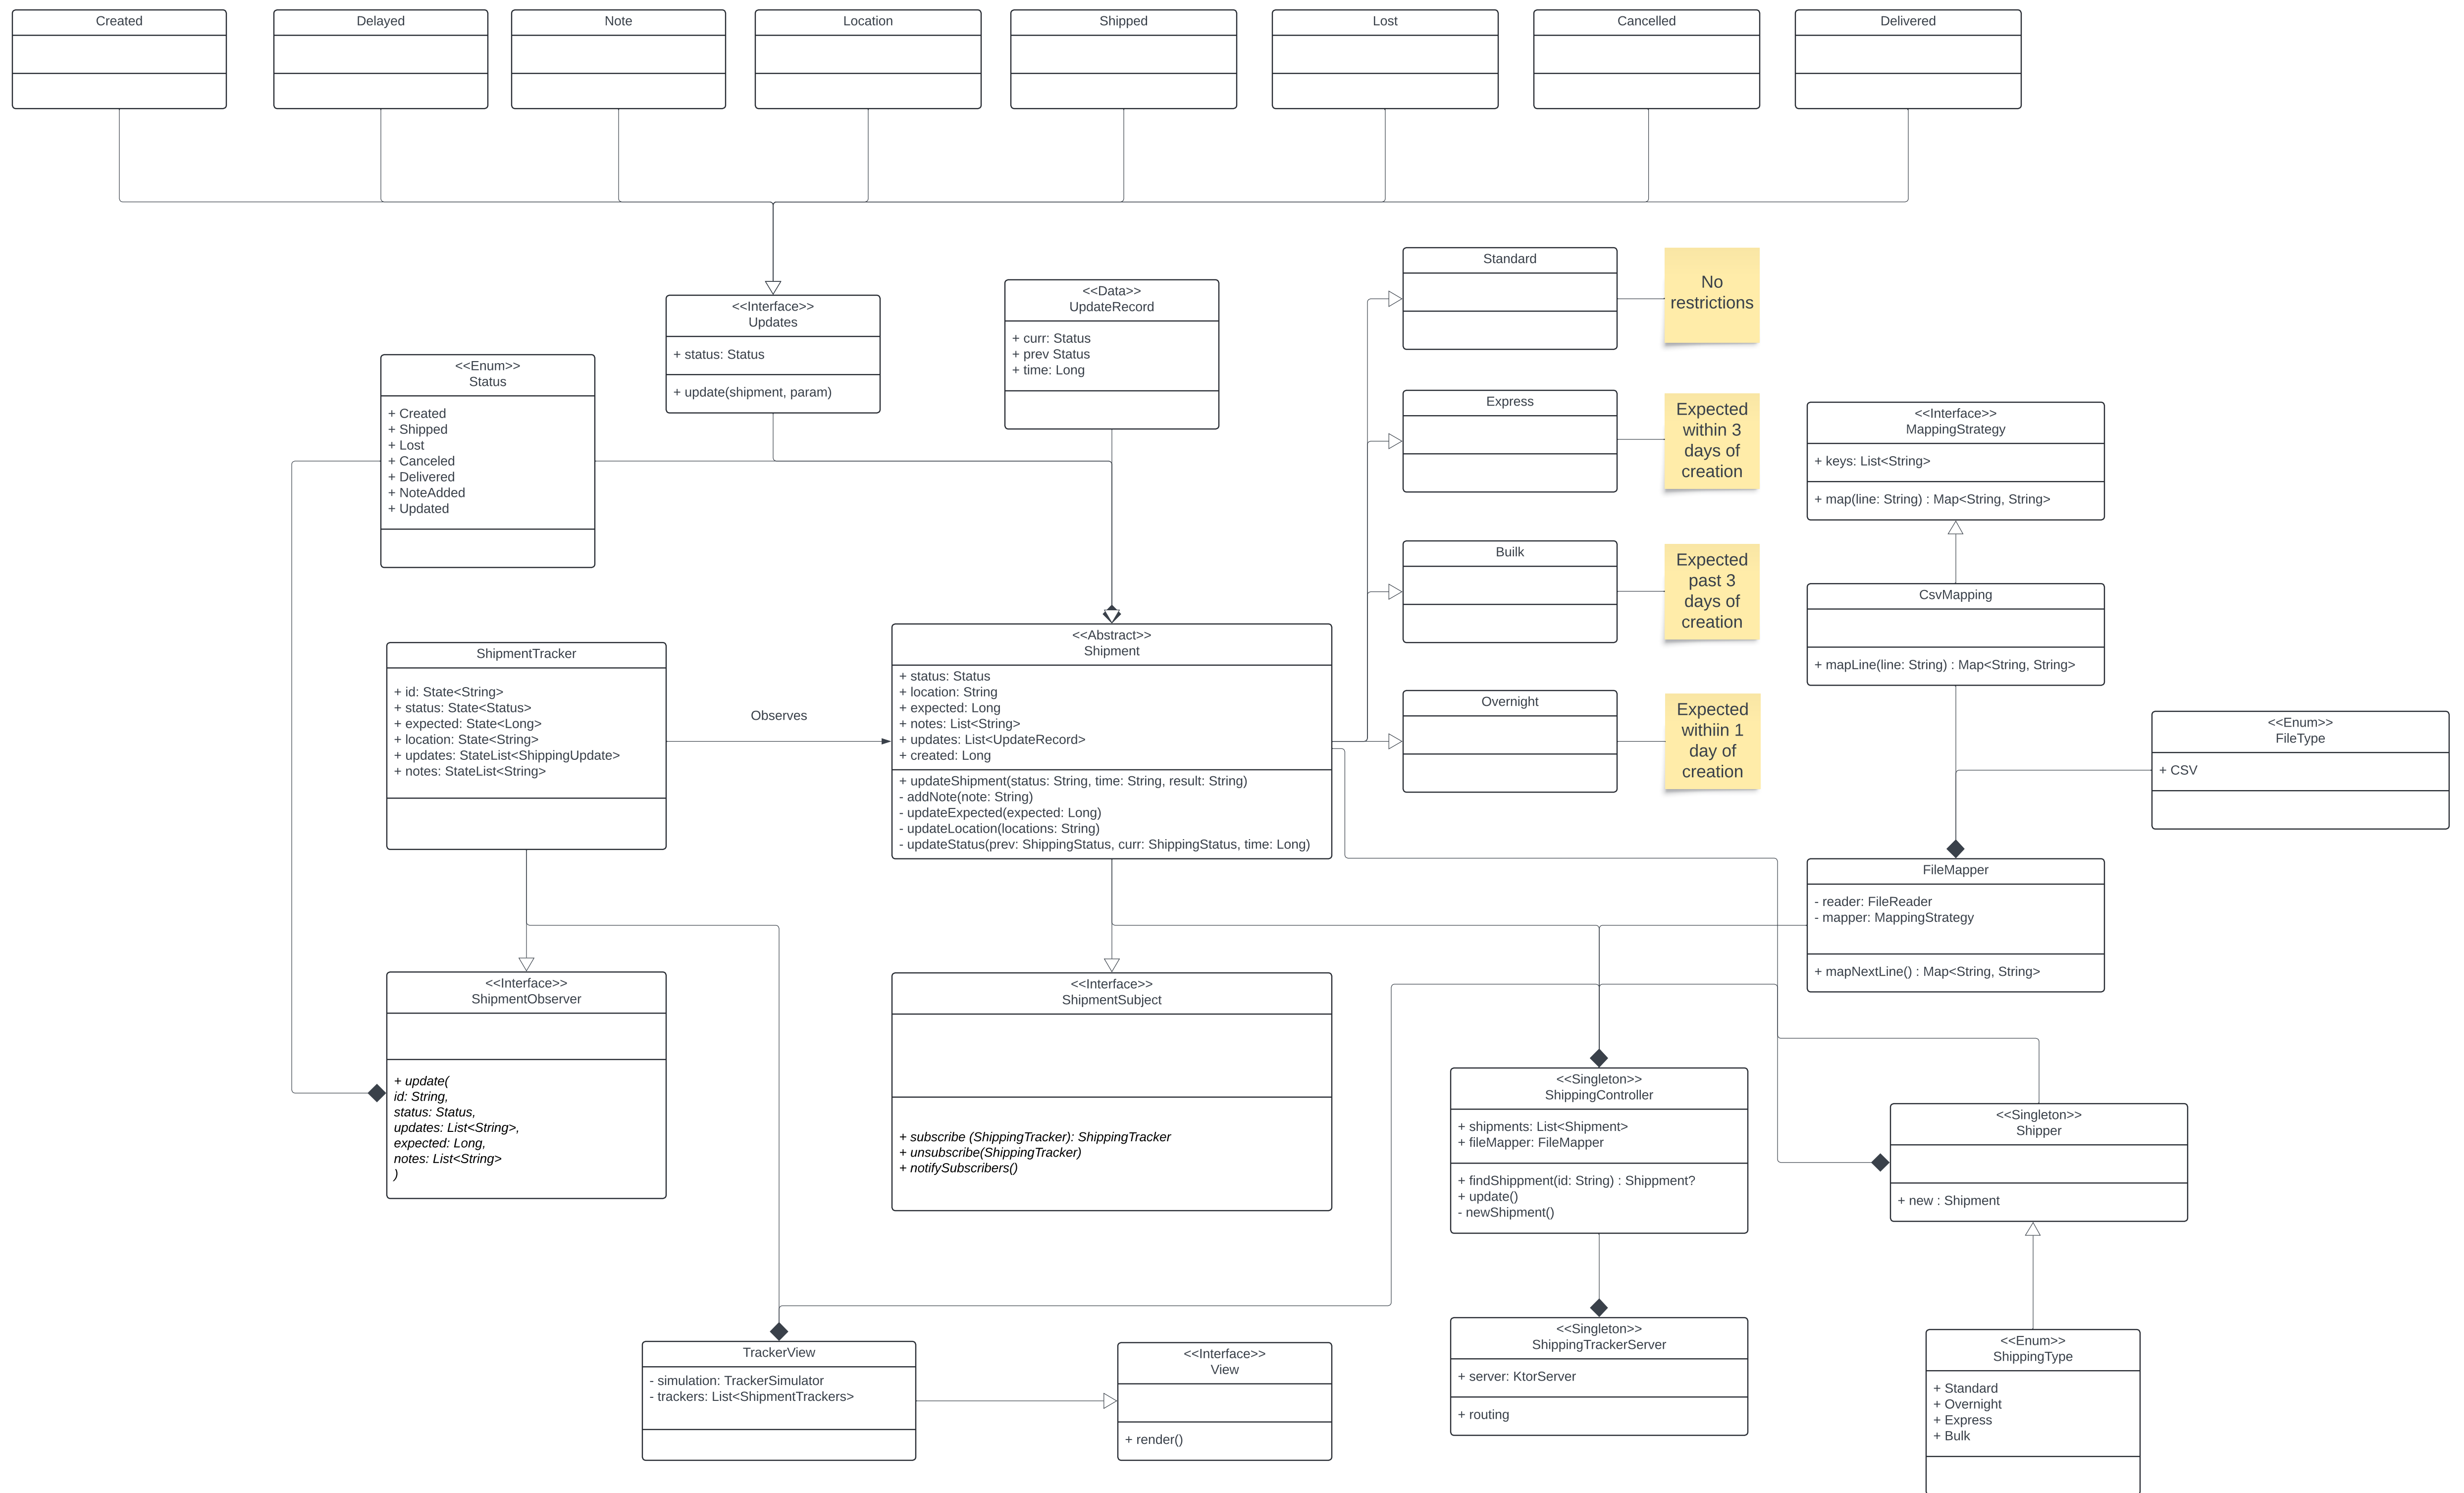 Created
Delayed
Note
Location
Shipped
Lost
Cancelled
Delivered
<<Interface>>
Updates
+ status: Status
+ update(shipment, param)
<<Data>>
UpdateRecord
+ curr: Status
+ prev Status
+ time: Long
Standard
No
restrictions
<<Enum>>
Status
+ Created
+ Shipped
+ Lost
+ Canceled
+ Delivered
+ NoteAdded
+ Updated
Express
Expected
within 3
days of
creation
<<Interface>>
MappingStrategy
+ keys: List<String>
+ map(line: String) : Map<String, String>
Builk
Expected
past 3
days of
creation
CsvMapping
+ mapLine(line: String) : Map<String, String>
ShipmentTracker
+ id: State<String>
+ status: State<Status>
+ expected: State<Long>
+ location: State<String>
+ updates: StateList<ShippingUpdate>
+ notes: StateList<String>
Observes
<<Abstract>>
Shipment
+ status: Status
+ location: String
+ expected: Long
+ notes: List<String>
+ updates: List<UpdateRecord>
+ created: Long
+ updateShipment(status: String, time: String, result: String)
- addNote(note: String)
- updateExpected(expected: Long)
- updateLocation(locations: String)
- updateStatus(prev: ShippingStatus, curr: ShippingStatus, time: Long)
Overnight
Expected
withiin 1
day of
creation
<<Enum>>
FileType
+ CSV
FileMapper
- reader: FileReader
- mapper: MappingStrategy
+ mapNextLine() : Map<String, String>
<<Interface>>
ShipmentObserver
+ update(
id: String,
status: Status,
updates: List<String>,
expected: Long,
notes: List<String>
)
<<Interface>>
ShipmentSubject
+ subscribe (ShippingTracker): ShippingTracker
+ unsubscribe(ShippingTracker)
+ notifySubscribers()
<<Singleton>>
ShippingController
+ shipments: List<Shipment>
+ fileMapper: FileMapper
+ findShippment(id: String) : Shippment?
+ update()
- newShipment()
<<Singleton>>
Shipper
+ new : Shipment
TrackerView
- simulation: TrackerSimulator
- trackers: List<ShipmentTrackers>
<<Interface>>
View
+ render()
<<Singleton>>
ShippingTrackerServer
+ server: KtorServer
+ routing
<<Enum>>
ShippingType
+ Standard
+ Overnight
+ Express
+ Bulk